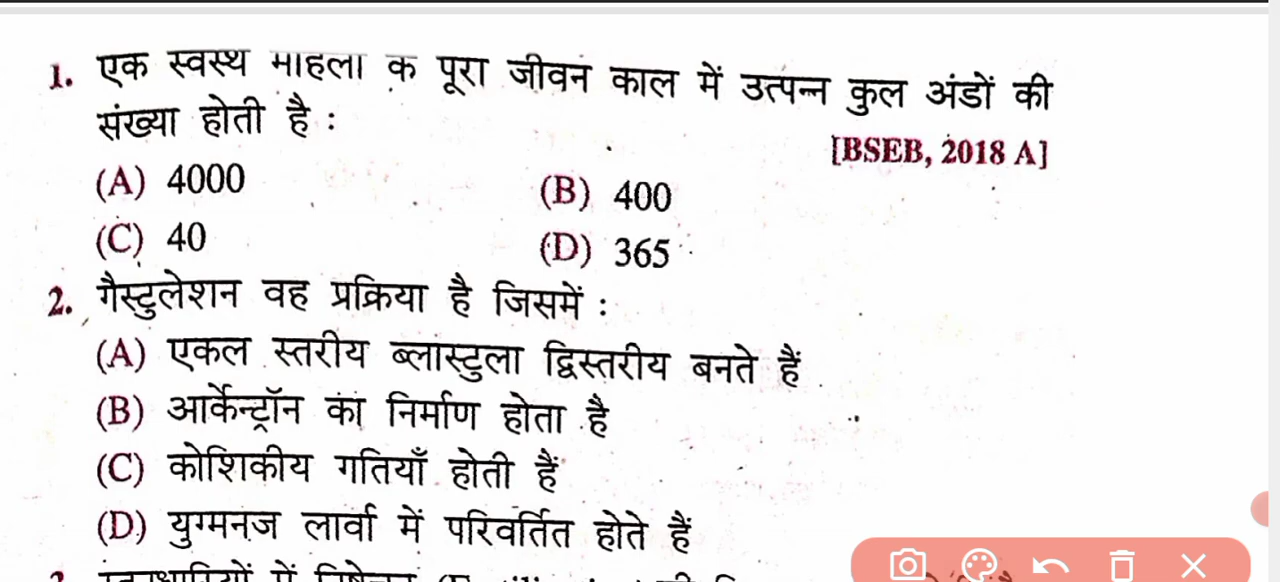 1. एक स्वस्थ माहला क पूरा जीवन काल में उत्पन्न कुल अंडों की
संख्या होती है :
[BSEB, 2018 A]
(A) 4000 (B) 400
(C) 40 (D) 365
2. गैस्टुलेशन वह प्रक्रिया है जिसमें :
(A) एकल स्तरीय ब्लास्टुला द्विस्तरीय बनते हैं
(B) आर्केन्ट्रॉन का निर्माण होता है
(C) कोशिकीय गतियाँ होती हैं
(D) युग्मनज लार्वा में परिवर्तित होते हैं